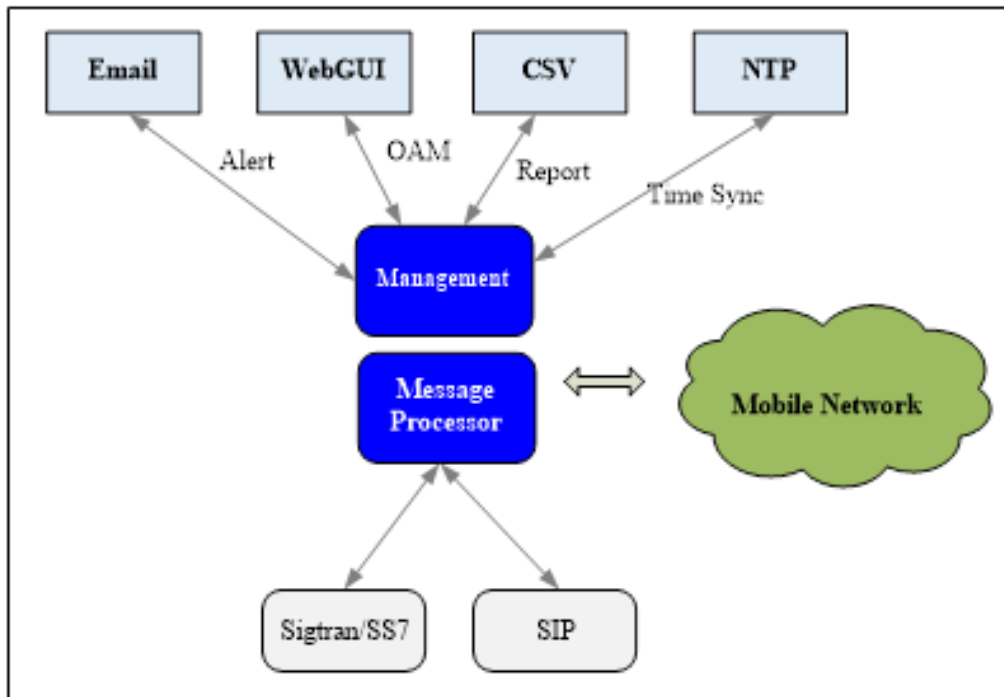 Email
WebGUI
CSV
NTP
Alert
OAM
Report
Time Sync
Management
Message
Processor
Mobile Network
Sigtran/SS7
SIP